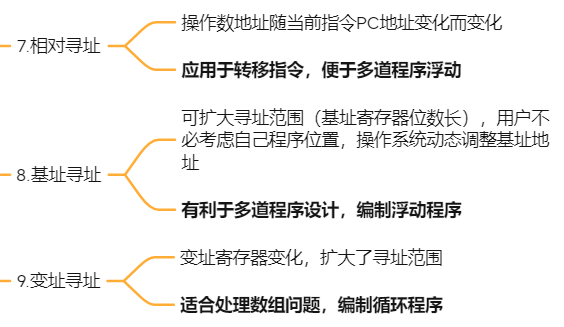 操作数地址随当前指令PC地址变化而变化
7.相对寻址
应用于转移指令，便于多道程序浮动
可扩大寻址范围（基址寄存器位数长），用户不
必考虑自己程序位置，操作系统动态调整基址地
址
8.基址寻址
有利于多道程序设计，编制浮动程序
变址寄存器变化，扩大了寻址范围
9.变址寻址
适合处理数组问题，编制循环程序